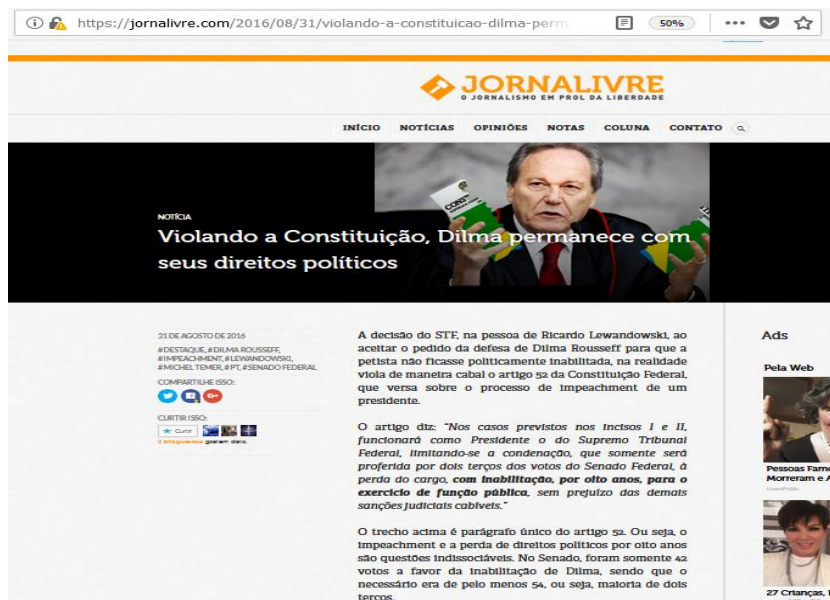 https://jornalivre.com/2016/08/31/violando-a-constituicao-dilma-perm
50%
JORNALIVRE
O JORNALISMO EM PROL DA LIBERDADE
INÍCIO NOTÍCIAS OPINIÕES NOTAS COLUNA CONTATO
CONS
NOTÍCIA
Violando a Constituição, Dilma permanece com
seus direitos políticos
31 DE AGOSTO DE 2016
#DESTAQUE, #DILMA ROUSSEFF,
#IMPEACHMENT, #LEWANDOWSKI,
#MICHEL TEMER, #PT, #SENADO FEDERAL
COMPARTILHE ISSO:
CURTIR ISSO:
Curtir
2 blogueiros gostam disto.
A decisão do STF, na pessoa de Ricardo Lewandowski, ao
aceitar o pedido da defesa de Dilma Rousseff para que a
petista não ficasse politicamente inabilitada, na realidade
viola de maneira cabal o artigo 52 da Constituição Federal,
que versa sobre o processo de impeachment de um
presidente.
O artigo diz: "Nos casos previstos nos incisos I e II,
funcionará como Presidente o do Supremo Tribunal
Federal, limitando-se a condenação, que somente será
proferida por dois terços dos votos do Senado Federal, à
perda do cargo, com inabilitação, por oito anos, para o
exercício de função pública, sem prejuízo das demais
sanções judiciais cabíveis."
O trecho acima é parágrafo único do artigo 52. Ou seja, o
impeachment e a perda de direitos políticos por oito anos
são questões indissociáveis. No Senado, foram somente 42
votos a favor da inabilitação de Dilma, sendo que o
necessário era de pelo menos 54, ou seja, maioria de dois
terços.
Ads
Pela Web
Pessoas Famo
Morreram e A
27 Crianças,